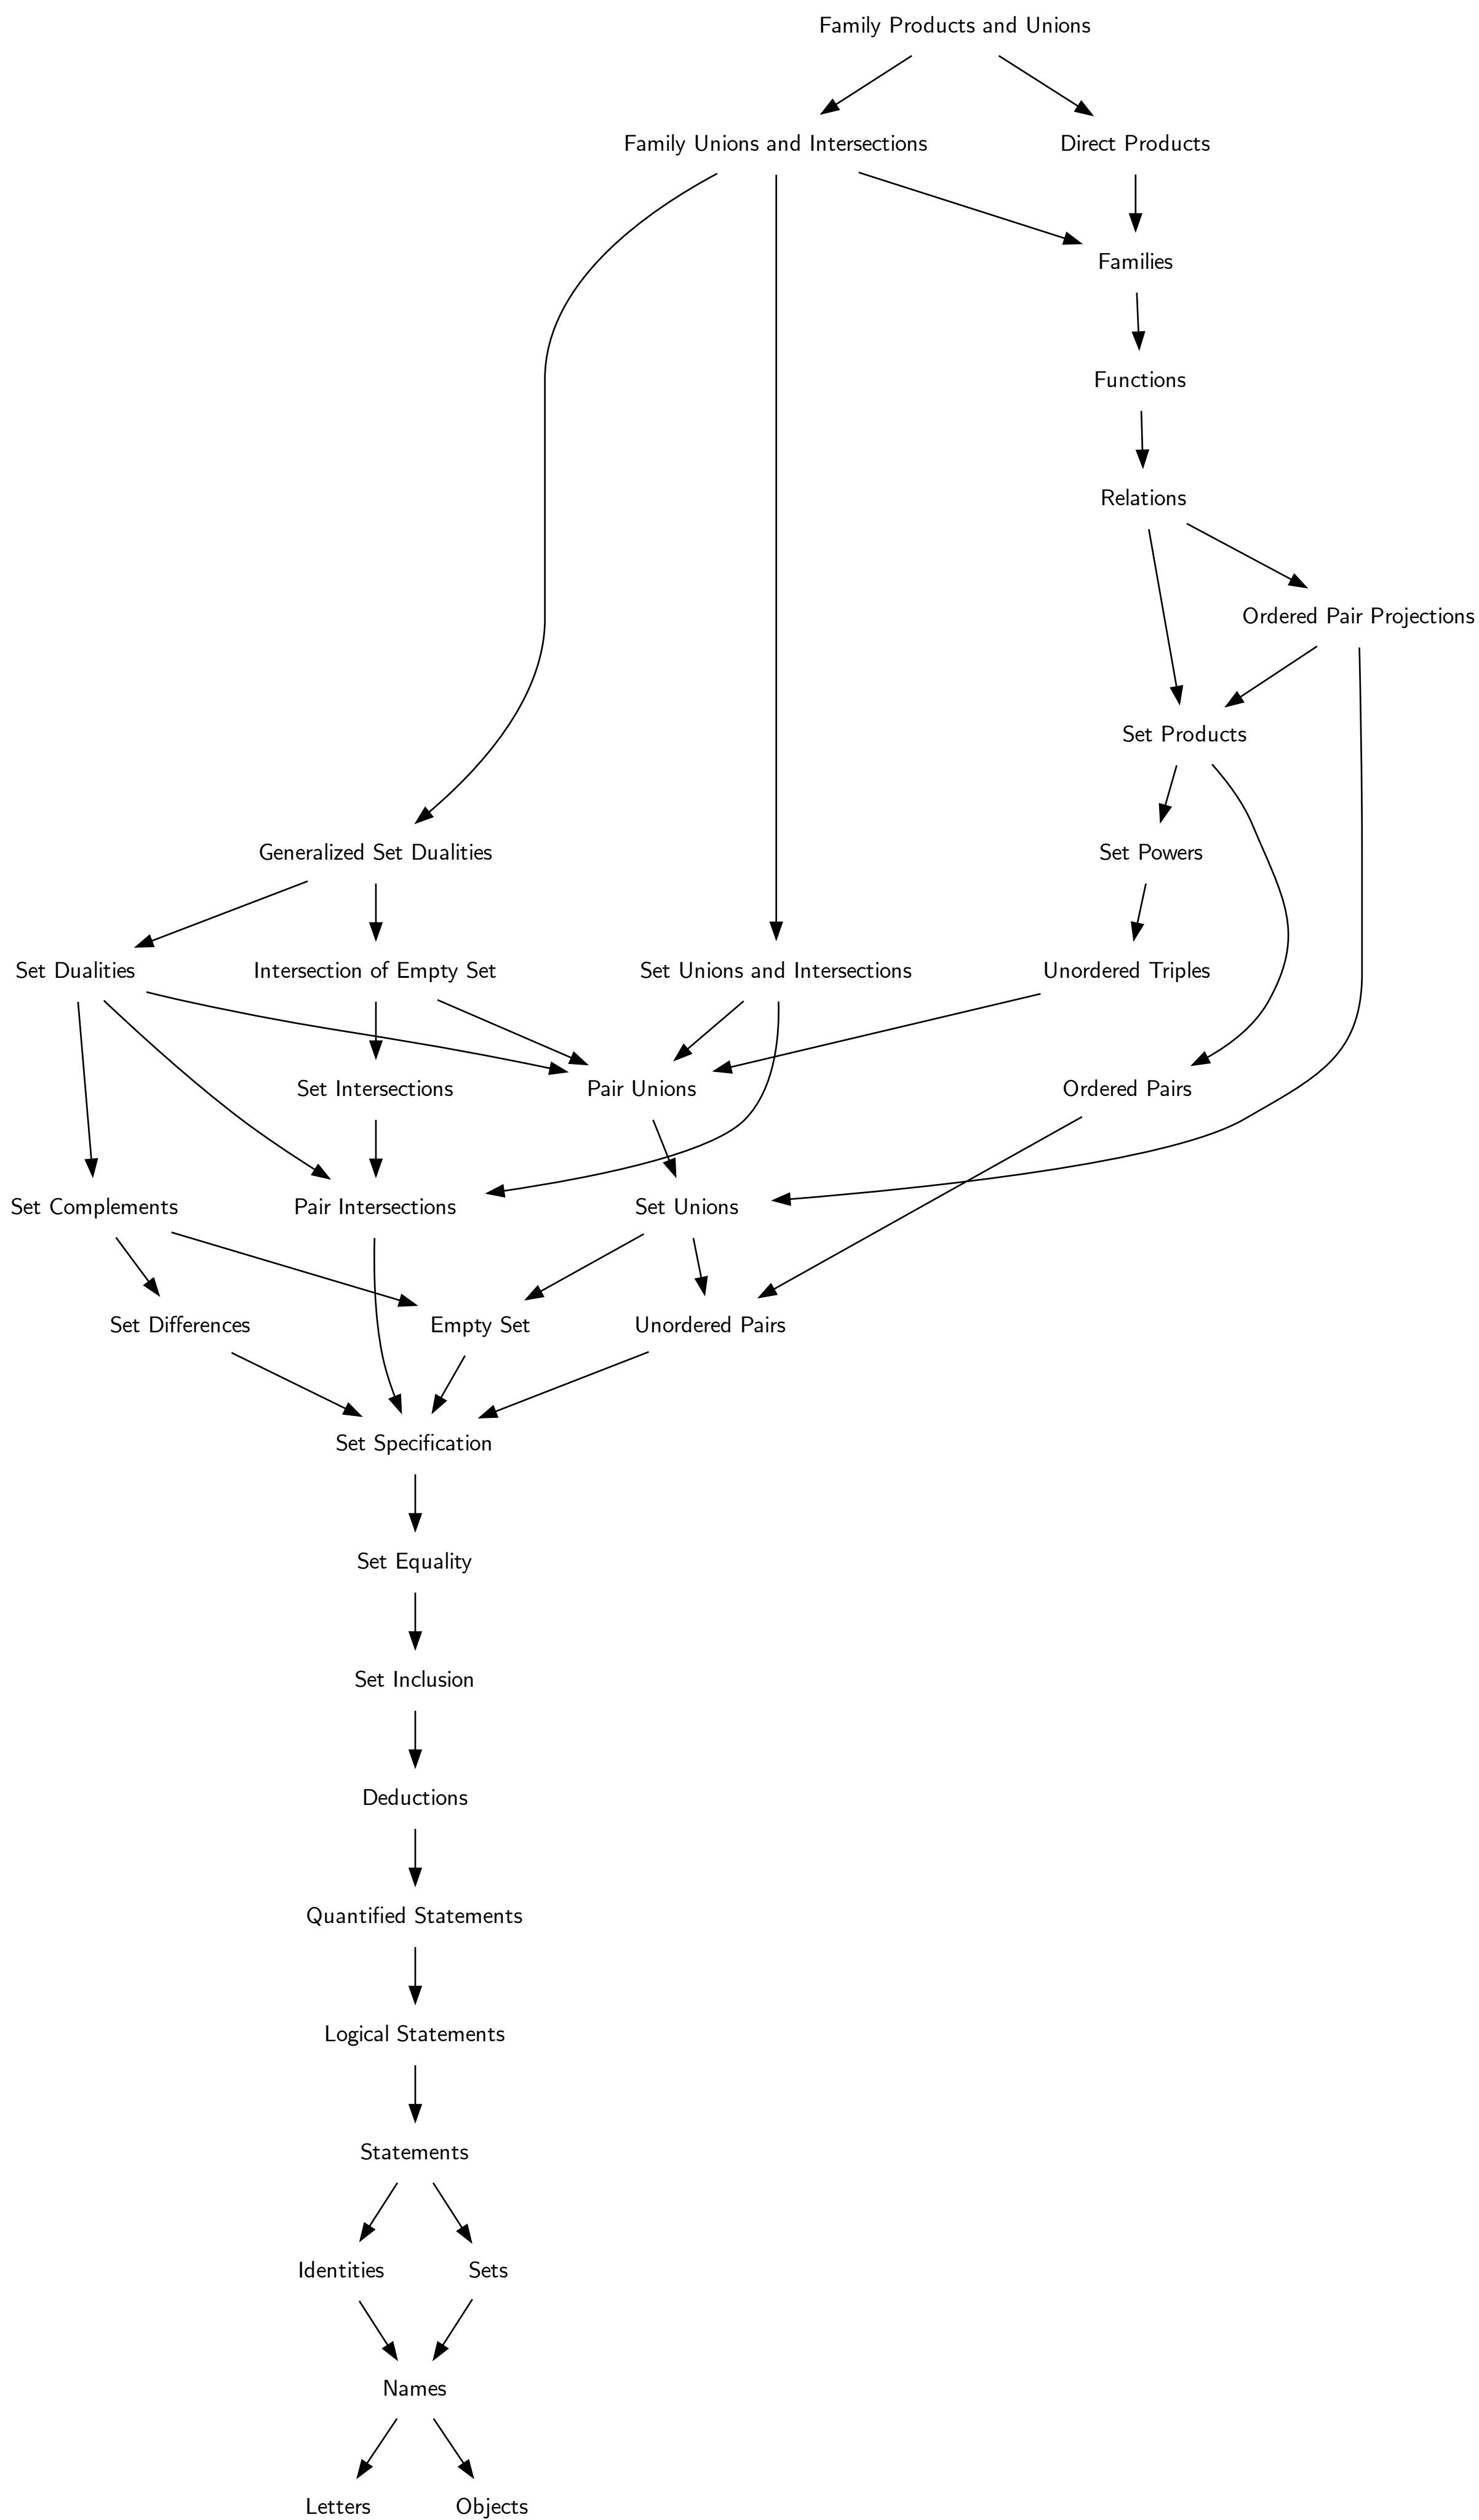 Family Products and Unions
Family Unions and Intersections
Direct Products
Families
Functions
Relations
Ordered Pair Projections
Set Products
Generalized Set Dualities
Set Powers
Set Dualities
Intersection of Empty Set
Set Unions and Intersections
Unordered Triples
Set Intersections
Pair Unions
Ordered Pairs
Set Complements
Pair Intersections
Set Unions
Set Differences
Empty Set
Unordered Pairs
Set Specification
Set Equality
Set Inclusion
Deductions
Quantified Statements
Logical Statements
Statements
Identities
Sets
Names
Letters
Objects